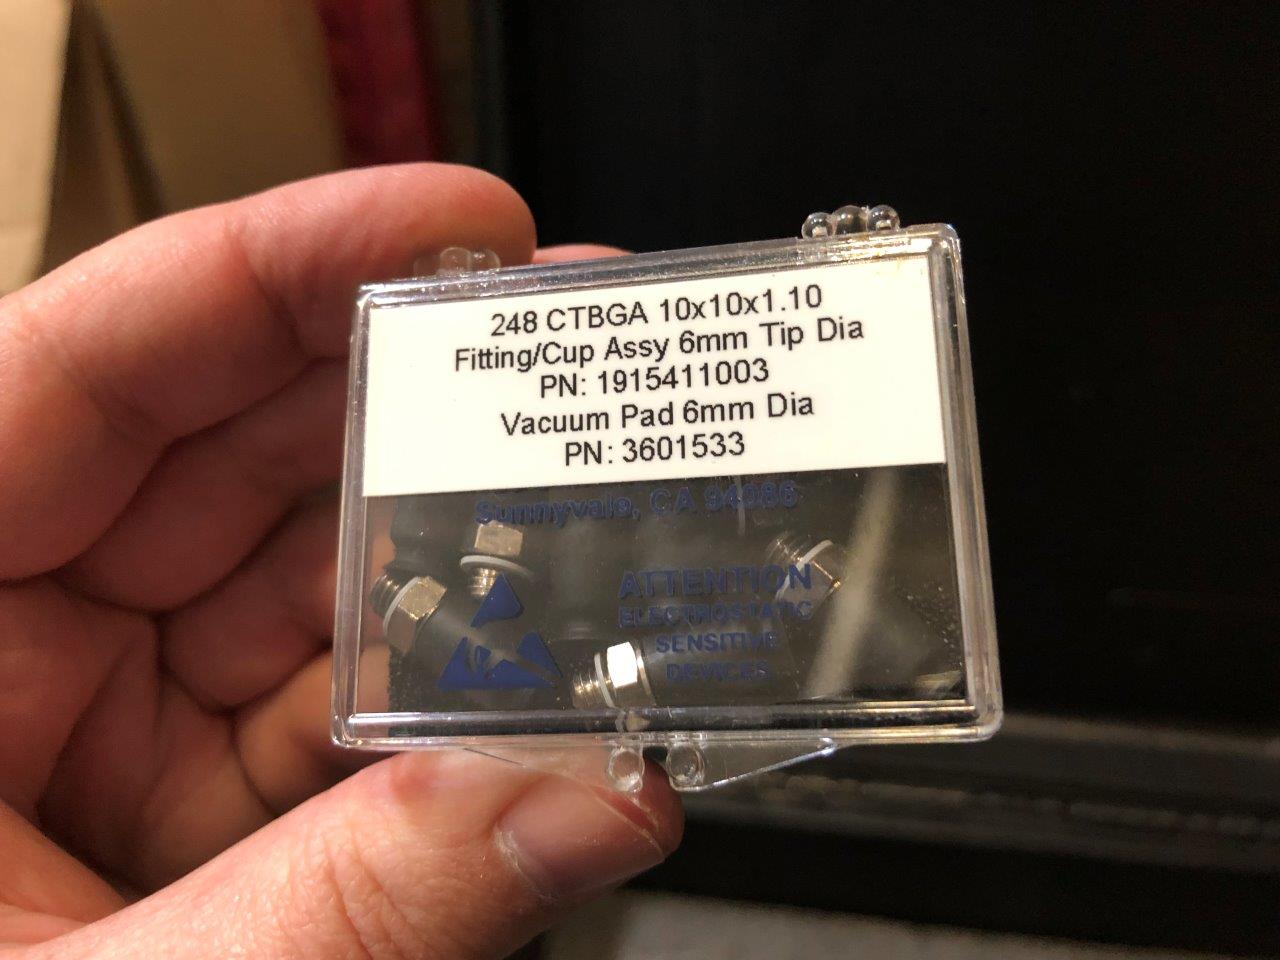 248 CTBGA 10x10x1.10
Fitting/Cup Assy 6mm Tip Dia
PN: 1915411003
Vacuum Pad 6mm Dia
PN: 3601533
Sunnyvale, CA 94086
ATTENTION
ELECTROSTATIC
SENSITIVE
DEVICES